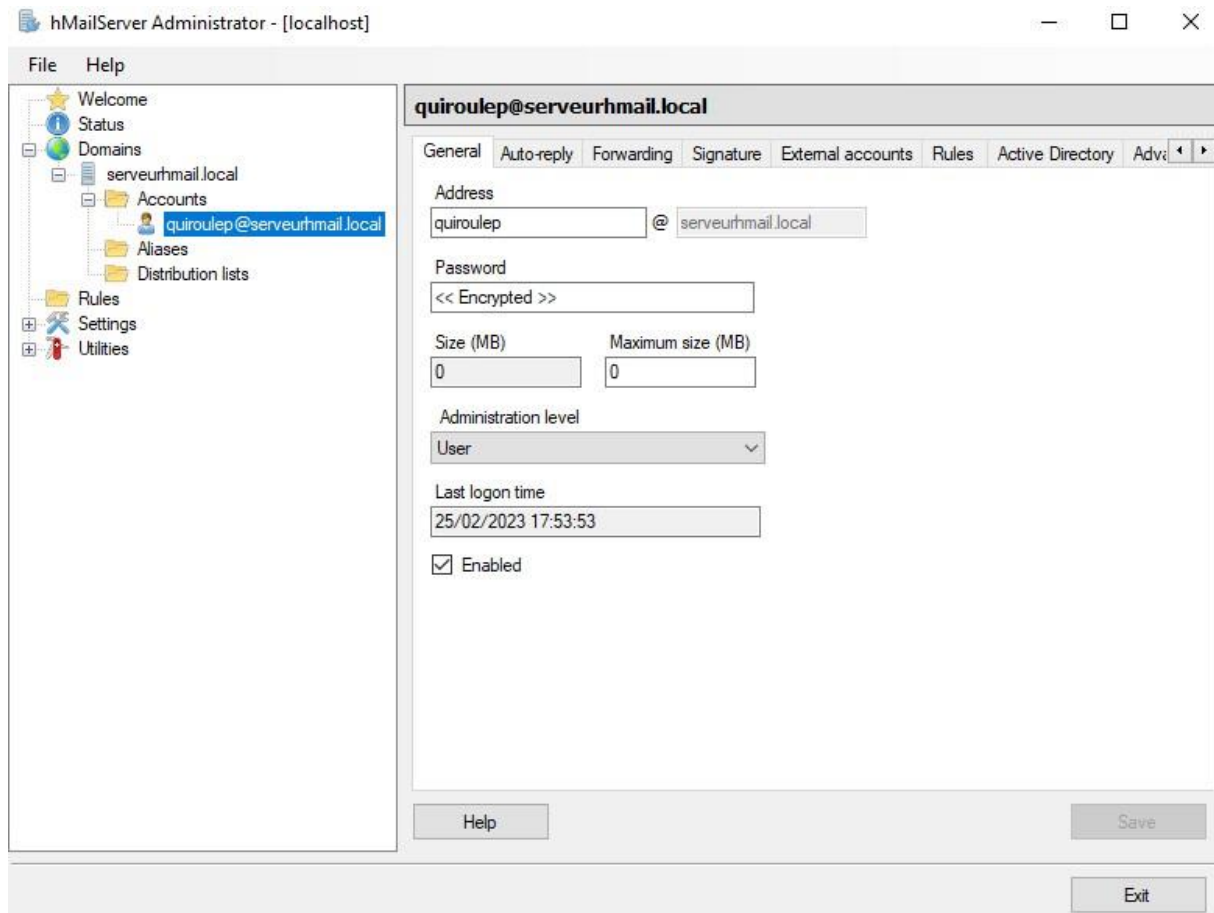 hMailServer Administrator - [localhost]
File Help
Welcome
Status
Domains
serveurhmail.local
Accounts
quiroulep@serveurhmail.local
Aliases
Distribution lists
Rules
Settings
Utilities
quiroulep@serveurhmail.local
General Auto-reply Forwarding Signature External accounts Rules Active Directory Adva
Address
quiroulep @ serveurhmail.local
Password
<< Encrypted >>
Size (MB) Maximum size (MB)
0 0
Administration level
User
Last logon time
25/02/2023 17:53:53
Enabled
Help Save
Exit